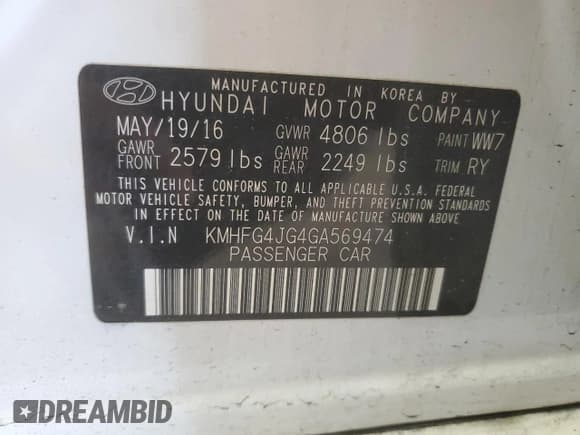 MANUFACTURED IN KOREA BY
HYUNDAI MOTOR COMPANY
MAY/19/16 GVWR 4806 lbs PAINT WW7
GAWR FRONT 2579 lbs GAWR REAR 2249 lbs TRIM RY
THIS VEHICLE CONFORMS TO ALL APPLICABLE U.S.A. FEDERAL
MOTOR VEHICLE SAFETY, BUMPER, AND THEFT PREVENTION STANDARDS
IN EFFECT ON THE DATE OF MANUFACTURE SHOWN ABOVE
V.I.N KMHFG4JG4GA569474
PASSENGER CAR
DREAMBID